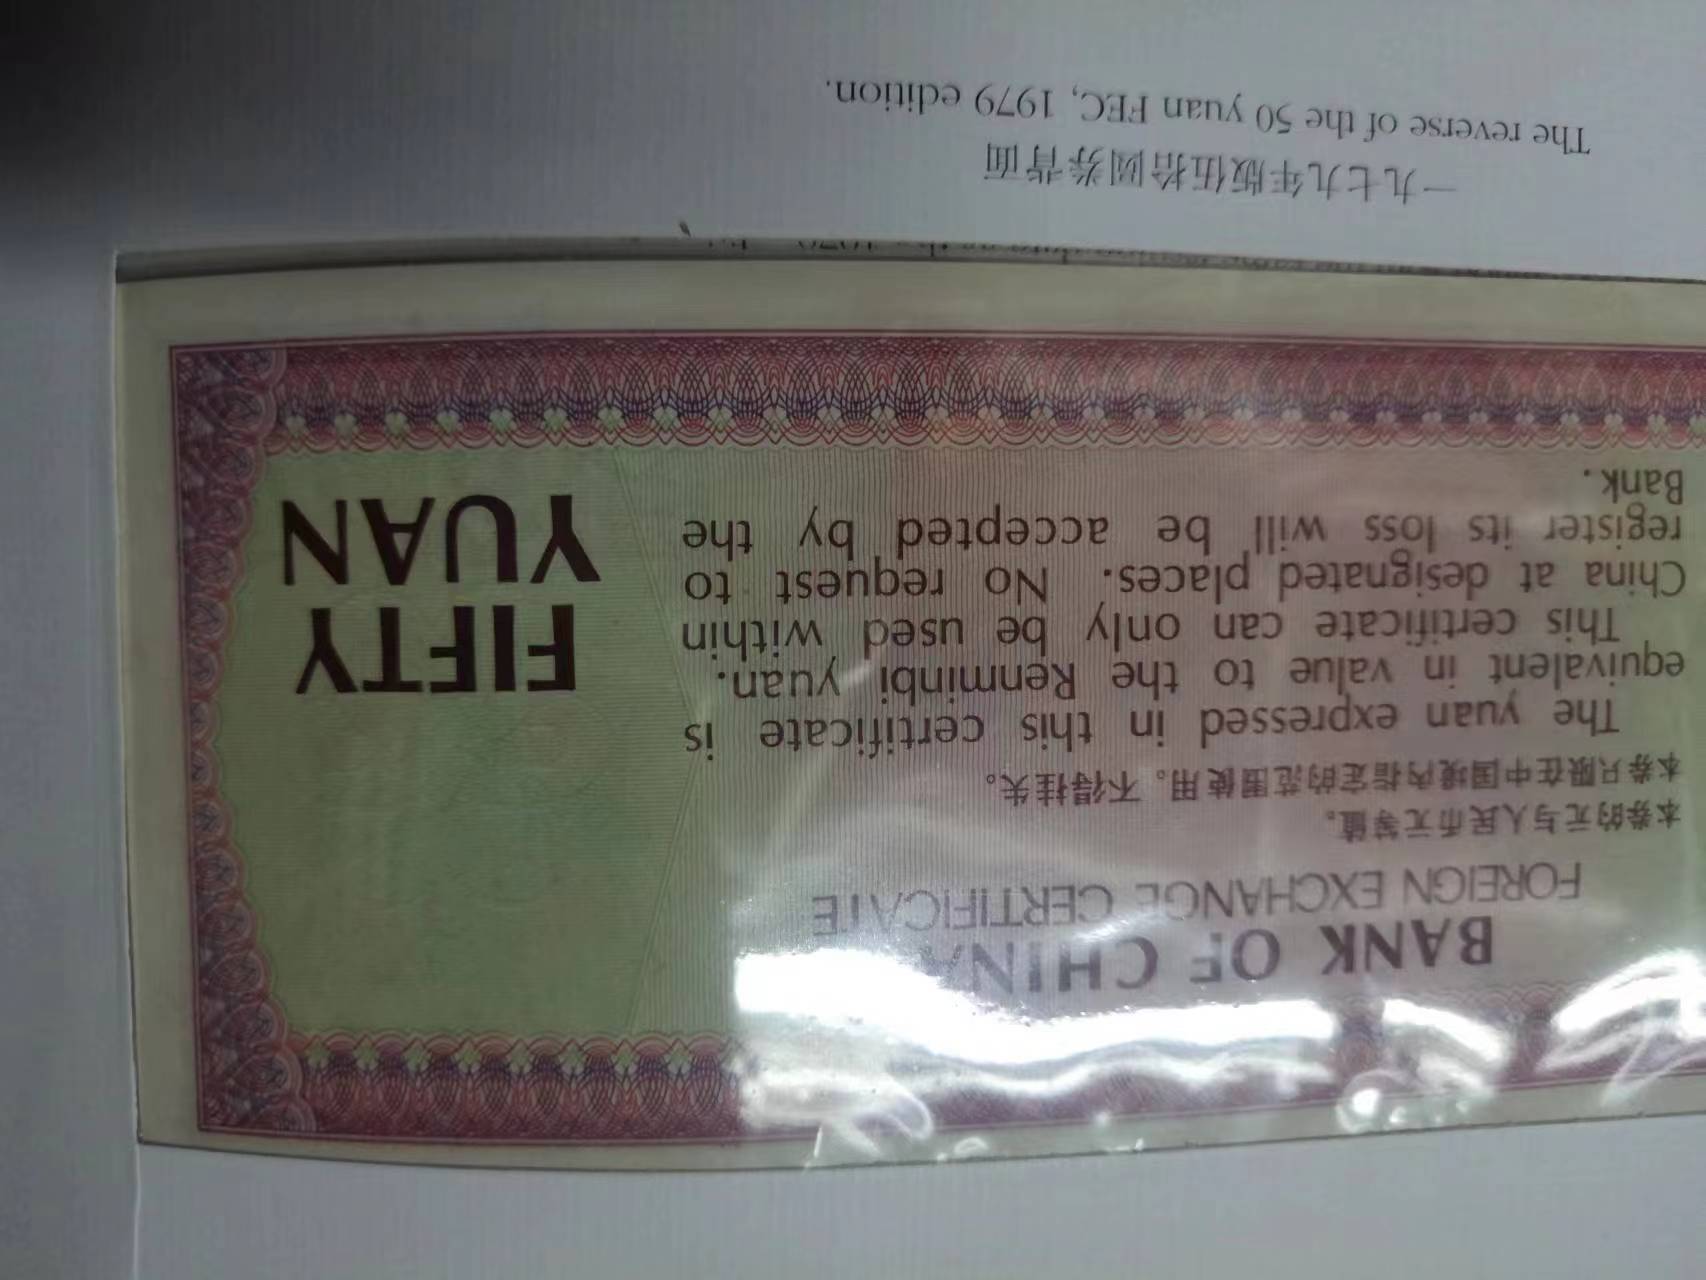 BANK OF CHINA
FOREIGN EXCHANGE CERTIFICATE
本券的元与人民币元等值。
本券只限在中国境内指定的范围使用。不得挂失。
The yuan expressed in this certificate is
equivalent in value to the Renminbi yuan.
This certificate can only be used within
China at designated places. No request to
register its loss will be accepted by the
Bank.
FIFTY
YUAN
一九七九年版伍拾圆券背面
The reverse of the 50 yuan FEC, 1979 edition.